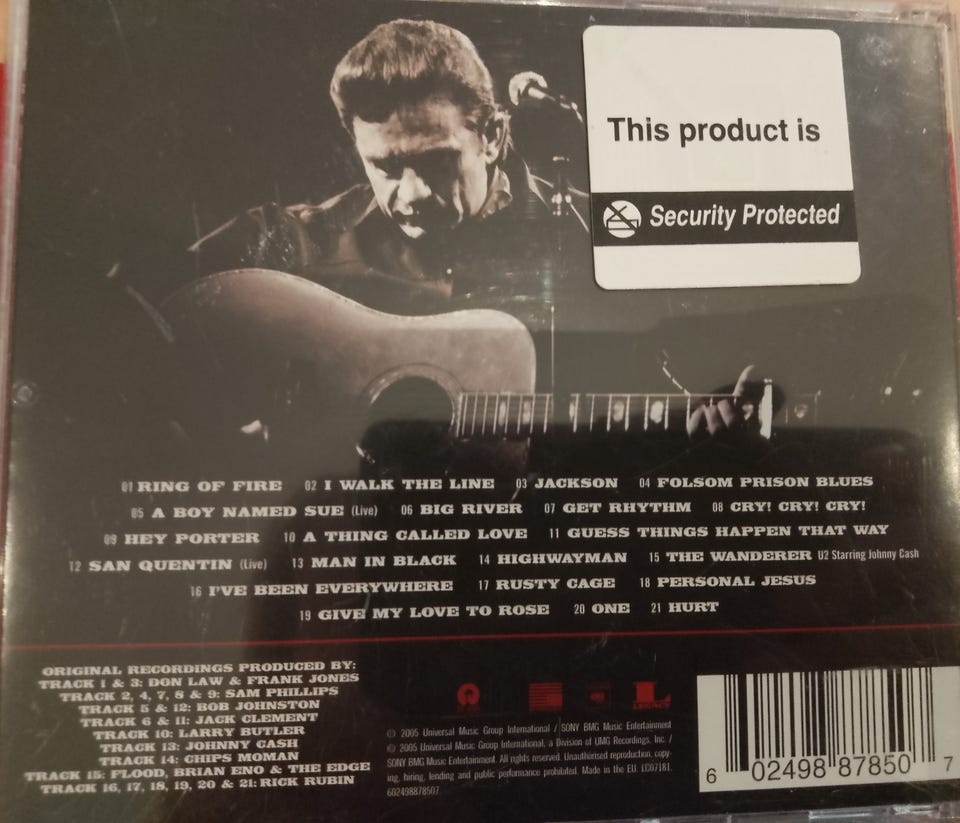 This product is
Security Protected
01 RING OF FIRE 02 I WALK THE LINE 03 JACKSON 04 FOLSOM PRISON BLUES
05 A BOY NAMED SUE (Live) 06 BIG RIVER 07 GET RHYTHM 08 CRY! CRY! CRY!
09 HEY PORTER 10 A THING CALLED LOVE 11 GUESS THINGS HAPPEN THAT WAY
12 SAN QUENTIN (Live) 13 MAN IN BLACK 14 HIGHWAYMAN 15 THE WANDERER U2 Starring Johnny Cash
16 I'VE BEEN EVERYWHERE 17 RUSTY CAGE 18 PERSONAL JESUS
19 GIVE MY LOVE TO ROSE 20 ONE 21 HURT
ORIGINAL RECORDINGS PRODUCED BY:
TRACK 1 & 3: DON LAW & FRANK JONES
TRACK 2, 4, 7, 8 & 9: SAM PHILLIPS
TRACK 5 & 12: BOB JOHNSTON
TRACK 6 & 11: JACK CLEMENT
TRACK 10: LARRY BUTLER
TRACK 13: JOHNNY CASH
TRACK 14: CHIPS MOMAN
TRACK 15: FLOOD, BRIAN ENO & THE EDGE
TRACK 16, 17, 18, 19, 20 & 21: RICK RUBIN
LEGACY
℗ 2005 Universal Music Group International / SONY BMG Music Entertainment
© 2005 Universal Music Group International, a Division of UMG Recordings, Inc /
SONY BMG Music Entertainment. All rights reserved. Unauthorised reproduction, copy-
ing, hiring, lending and public performance prohibited. Made in the EU. LC07181.
602498878507
6 02498 87850 7